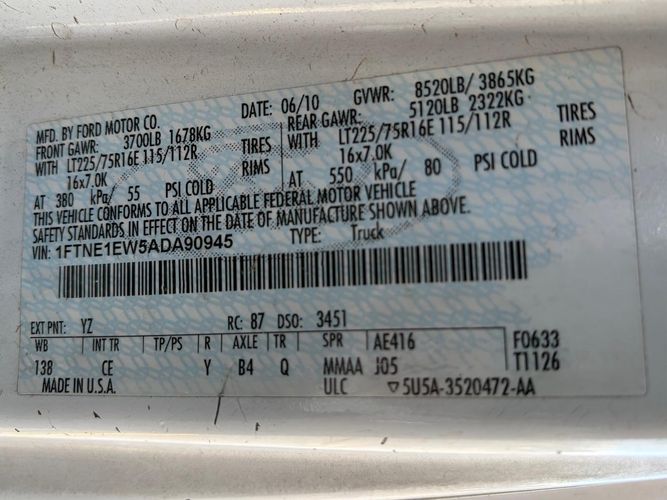 MFD. BY FORD MOTOR CO.
DATE: 06/10 GVWR: 8520LB/ 3865KG
FRONT GAWR: 3700LB 1678KG REAR GAWR: 5120LB 2322KG
WITH LT225/75R16E 115/112R TIRES WITH LT225/75R16E 115/112R TIRES
16x7.0K RIMS 16x7.0K RIMS
AT 380 kPa/ 55 PSI COLD AT 550 kPa/ 80 PSI COLD
THIS VEHICLE CONFORMS TO ALL APPLICABLE FEDERAL MOTOR VEHICLE
SAFETY STANDARDS IN EFFECT ON THE DATE OF MANUFACTURE SHOWN ABOVE.
VIN: 1FTNE1EW5ADA90945 TYPE: Truck
EXT PNT: YZ RC: 87 DSO: 3451
WB INT TR TP/PS R AXLE TR SPR AE416 F0633
138 CE Y B4 Q MMAA J05 T1126
MADE IN U.S.A. ULC ▽5U5A-3520472-AA